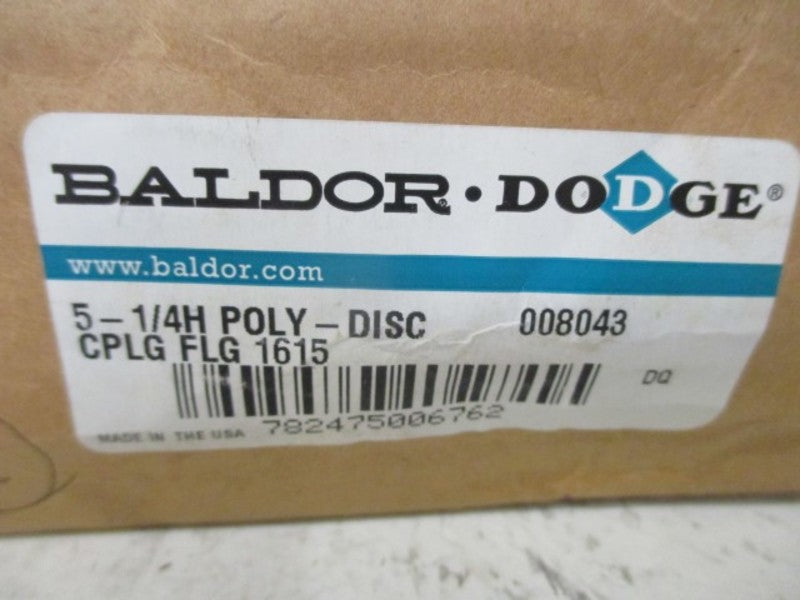 BALDOR® · DODGE®
www.baldor.com
5-1/4H POLY-DISC 008043
CPLG FLG 1615
DQ
782475006762
MADE IN THE USA